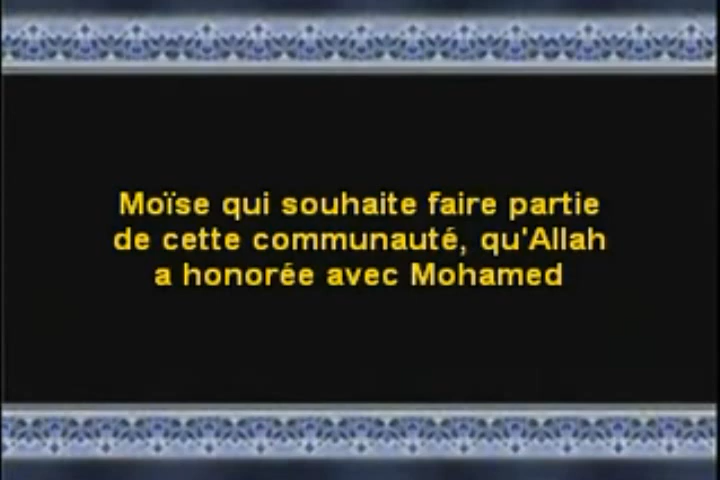 Moïse qui souhaite faire partie
de cette communauté, qu'Allah
a honorée avec Mohamed